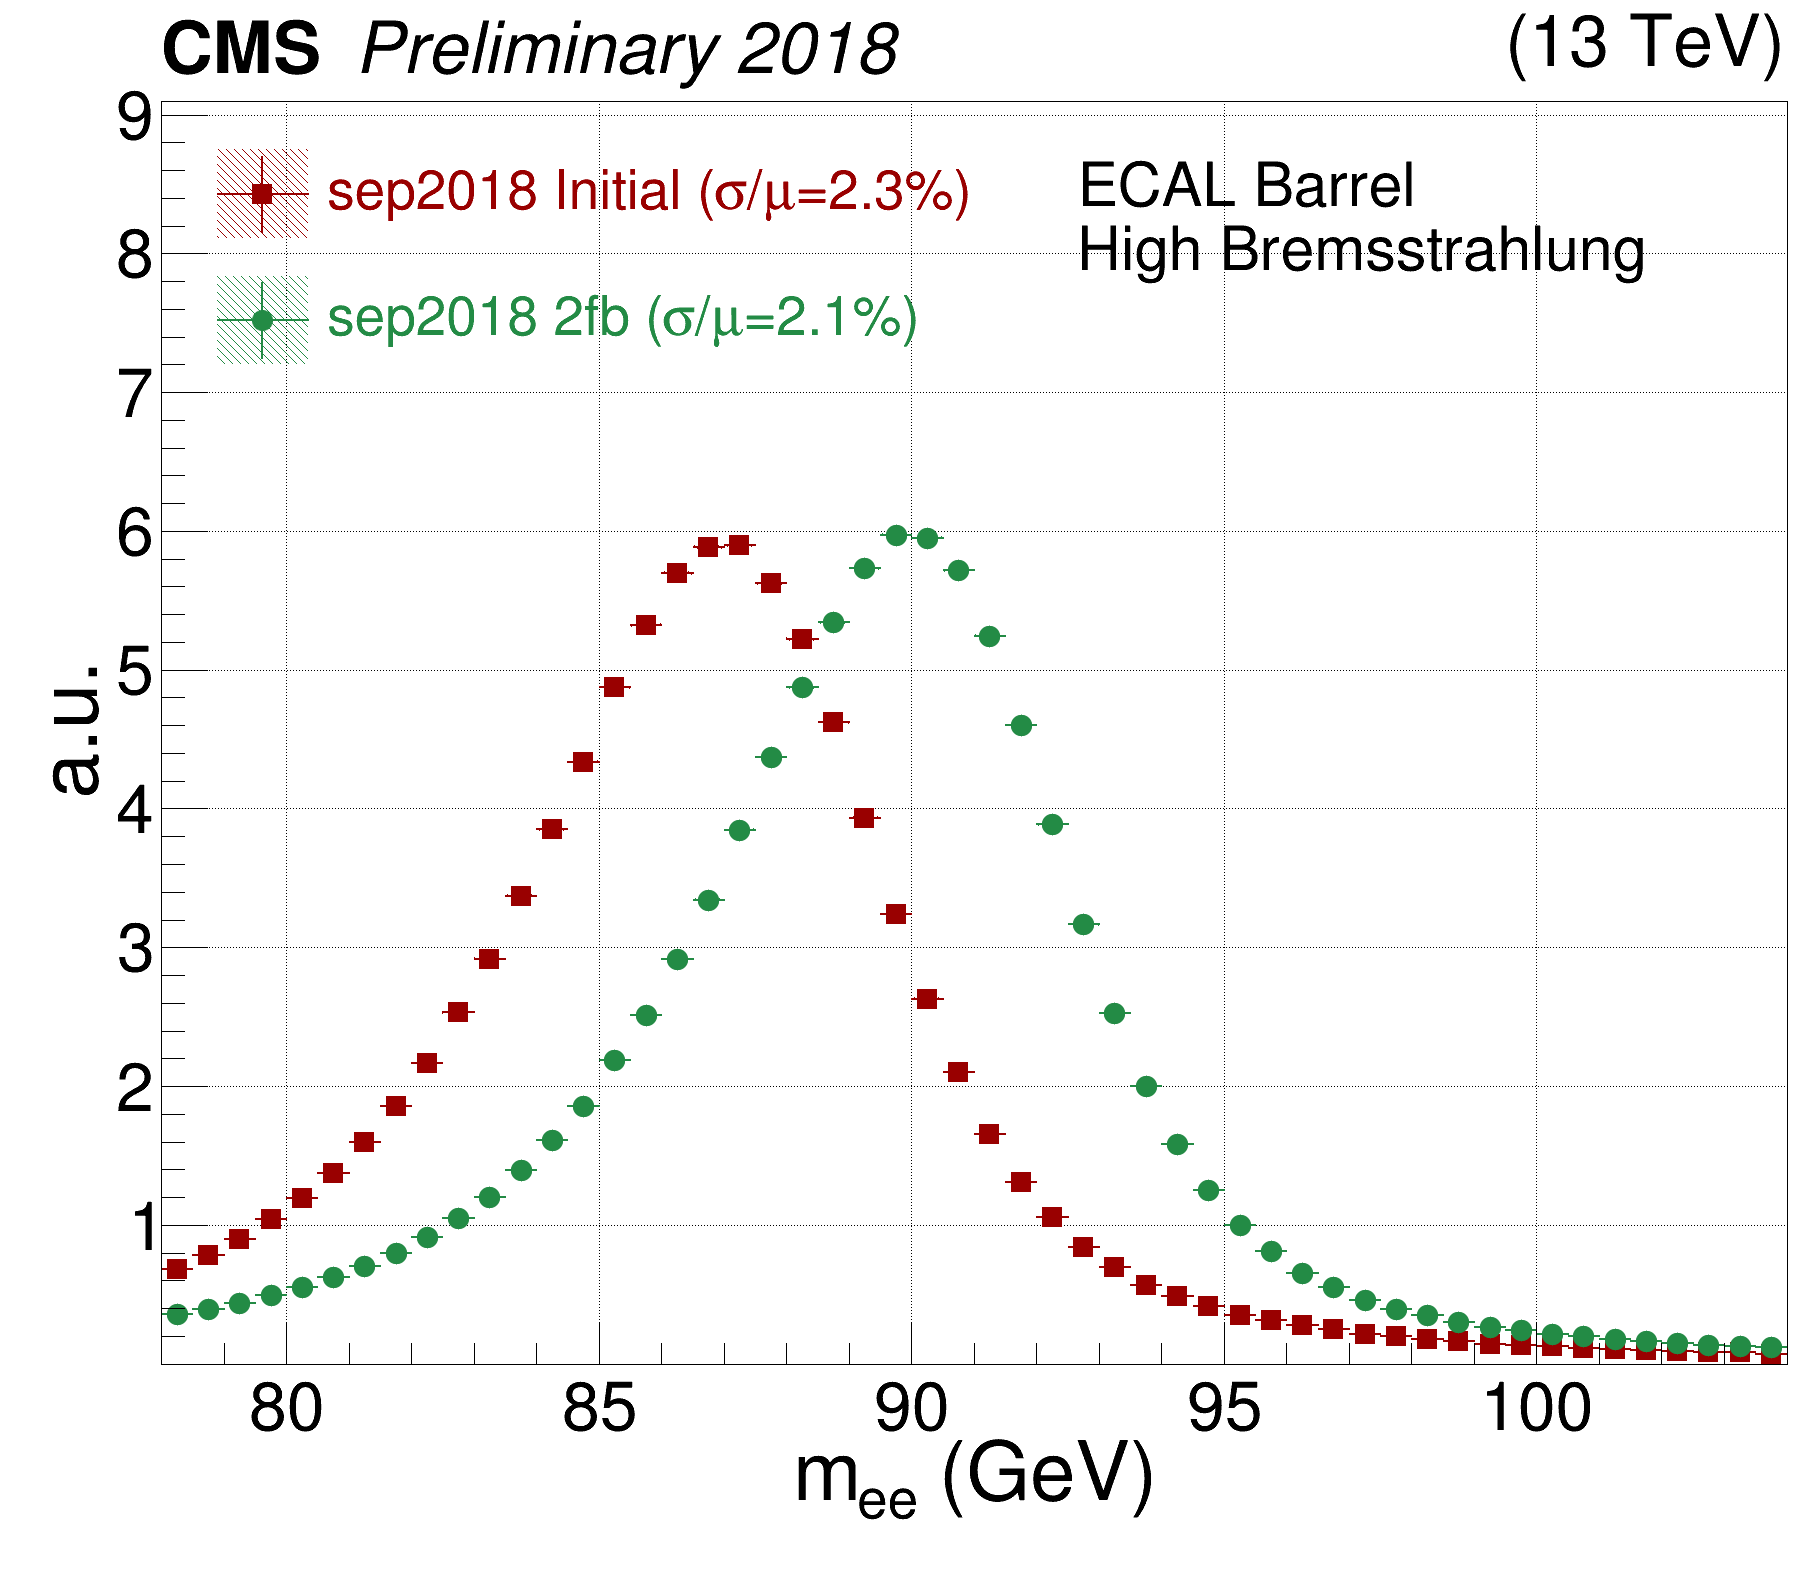 CMS Preliminary 2018 (13 TeV)
9
8
7
6
5
4
3
2
1
a.u.
sep2018 Initial (σ/μ=2.3%)
sep2018 2fb (σ/μ=2.1%)
ECAL Barrel
High Bremsstrahlung
80 85 90 95 100
mee (GeV)